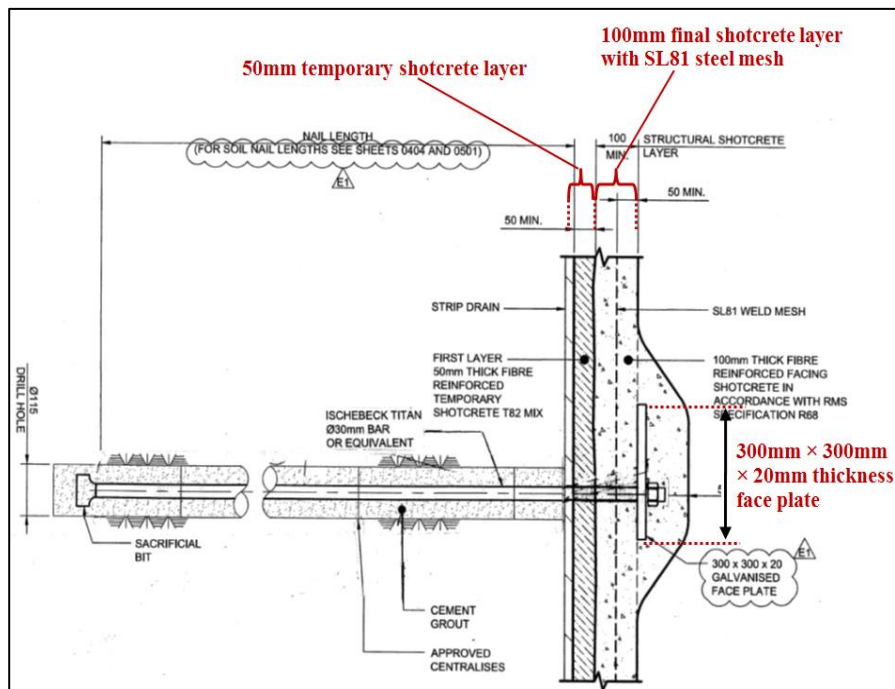 100mm final shotcrete layer
with SL81 steel mesh
50mm temporary shotcrete layer
NAIL LENGTH
(FOR SOIL NAIL LENGTHS SEE SHEETS 0404 AND 0501)
E1
100
MIN.
STRUCTURAL SHOTCRETE
LAYER
50 MIN.
50 MIN.
STRIP DRAIN
SL81 WELD MESH
FIRST LAYER
50mm THICK FIBRE
REINFORCED
TEMPORARY
SHOTCRETE T82 MIX
100mm THICK FIBRE
REINFORCED FACING
SHOTCRETE IN
ACCORDANCE WITH RMS
SPECIFICATION R68
Ø115
DRILL HOLE
ISCHEBECK TITAN
Ø30mm BAR
OR EQUIVALENT
300mm × 300mm
× 20mm thickness
face plate
SACRIFICIAL
BIT
E1
300 x 300 x 20
GALVANISED
FACE PLATE
CEMENT
GROUT
APPROVED
CENTRALISES